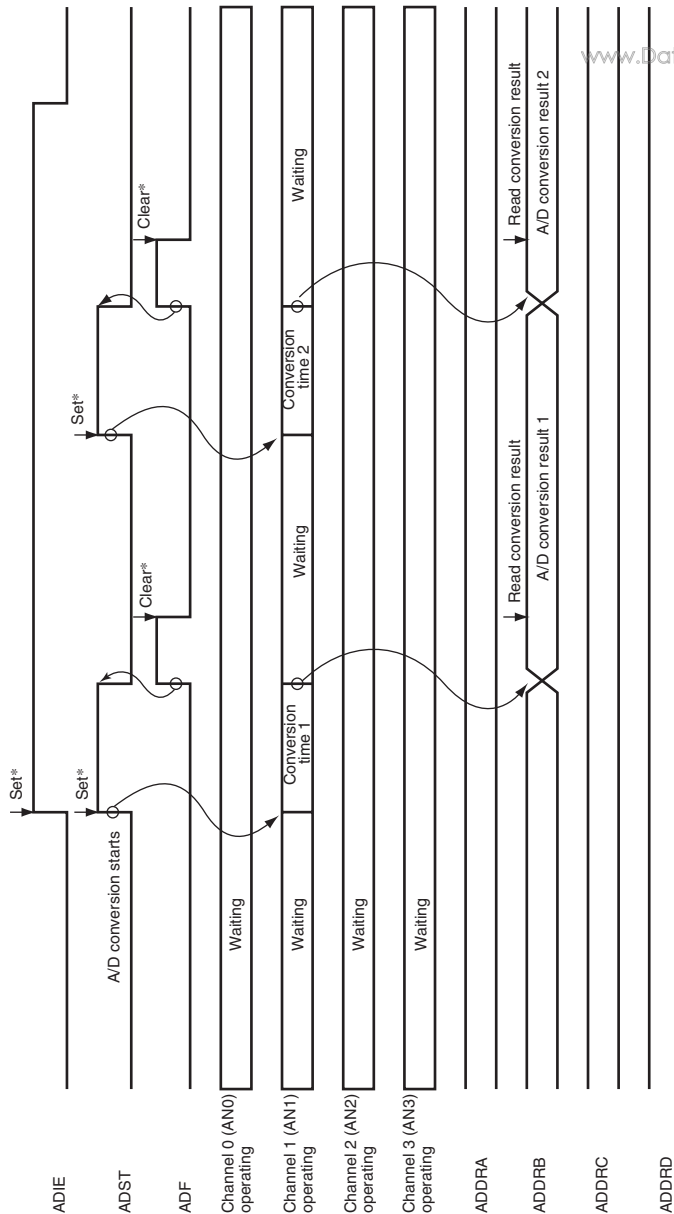 Set*
ADIE
Set*
Set*
A/D conversion starts
ADST
Clear*
Clear*
ADF
Channel 0 (AN0)
operating
Waiting
Channel 1 (AN1)
operating
Waiting
Conversion
time 1
Waiting
Conversion
time 2
Waiting
Channel 2 (AN2)
operating
Waiting
Channel 3 (AN3)
operating
Waiting
ADDRA
Read conversion result
Read conversion result
ADDRB
A/D conversion result 1
A/D conversion result 2
ADDRC
ADDRD
www.Dat